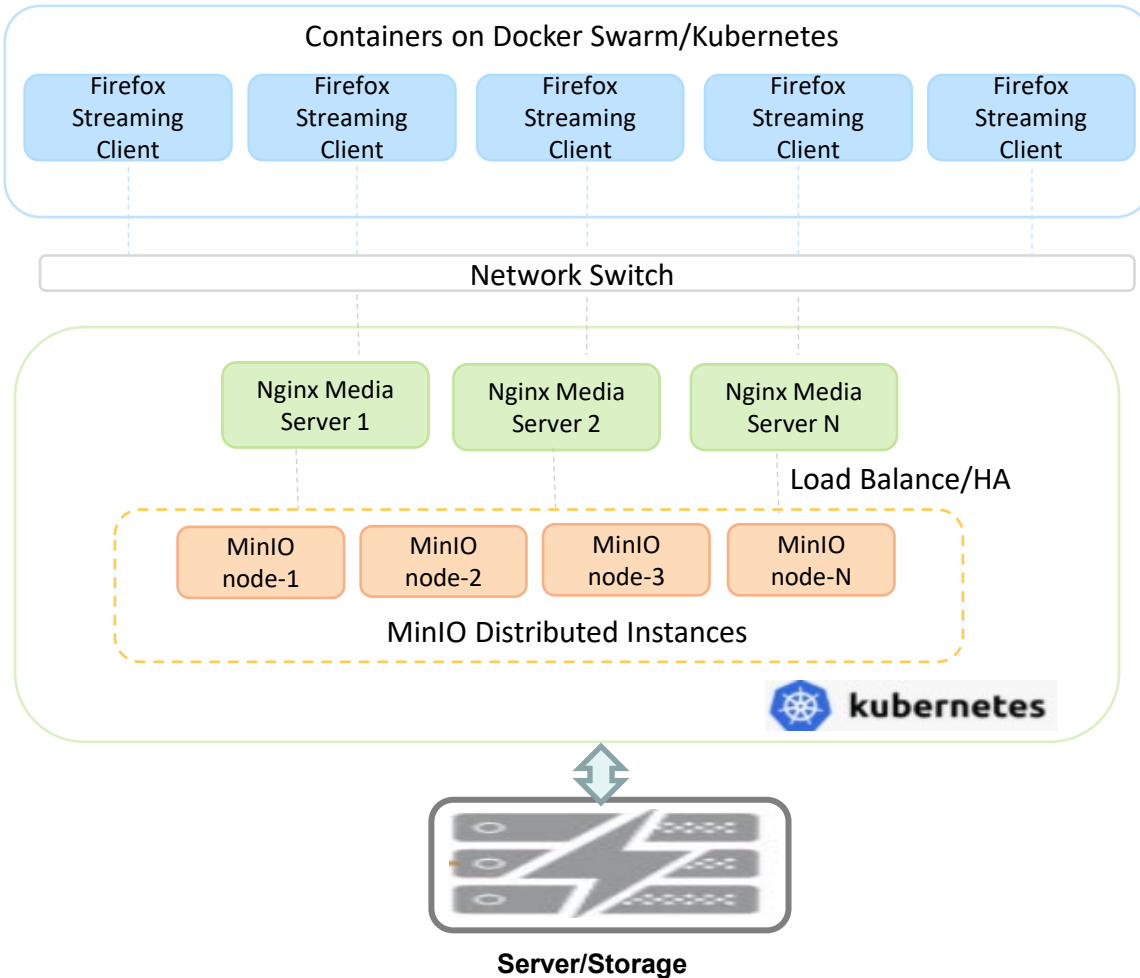 Containers on Docker Swarm/Kubernetes
Firefox
Streaming
Client
Firefox
Streaming
Client
Firefox
Streaming
Client
Firefox
Streaming
Client
Firefox
Streaming
Client
Network Switch
Nginx Media
Server 1
Nginx Media
Server 2
Nginx Media
Server N
Load Balance/HA
MinIO
node-1
MinIO
node-2
MinIO
node-3
MinIO
node-N
MinIO Distributed Instances
kubernetes
Server/Storage